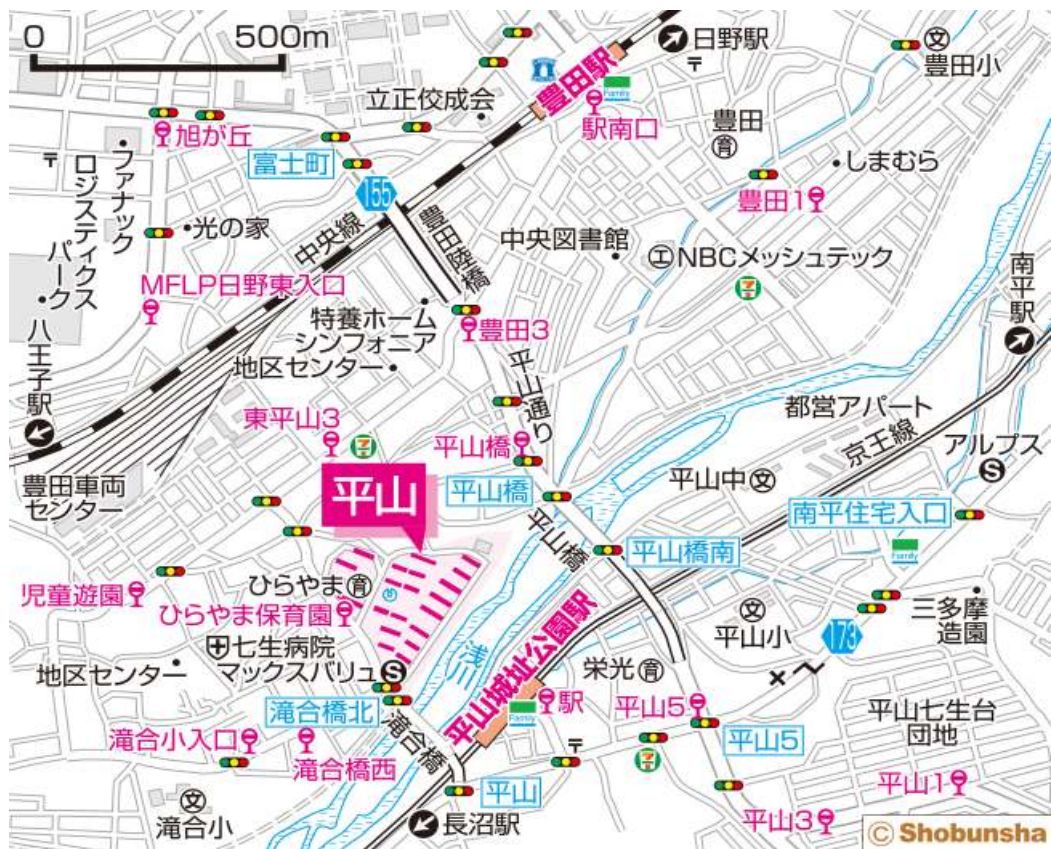 0 500m
日野駅
豊田小
豊田駅
Family
立正佼成会
駅南口
豊田
旭が丘
富士町
しまむら
155
豊田1
ファナック
ロジスティクス
パーク
光の家
中央線
豊田陸橋
中央図書館
NBCメッシュテック
MFLP日野東入口
南平駅
特養ホーム
シンフォニア
豊田3
地区センター
八王子駅
平山通り
都営アパート
京王線
アルプス
東平山3
平山橋
平山
平山橋
平山中
豊田車両
センター
南平住宅入口
平山橋
平山橋南
Family
ひらやま
児童遊園
ひらやま保育園
平山小
三多摩
造園
173
七生病院
マックスバリュ
地区センター
浅川
平山城址公園駅
栄光
Family
駅
平山5
平山七生台
団地
滝合橋北
滝合橋
平山5
滝合小入口
滝合橋西
平山1
平山
滝合小
長沼駅
平山3
© Shobunsha